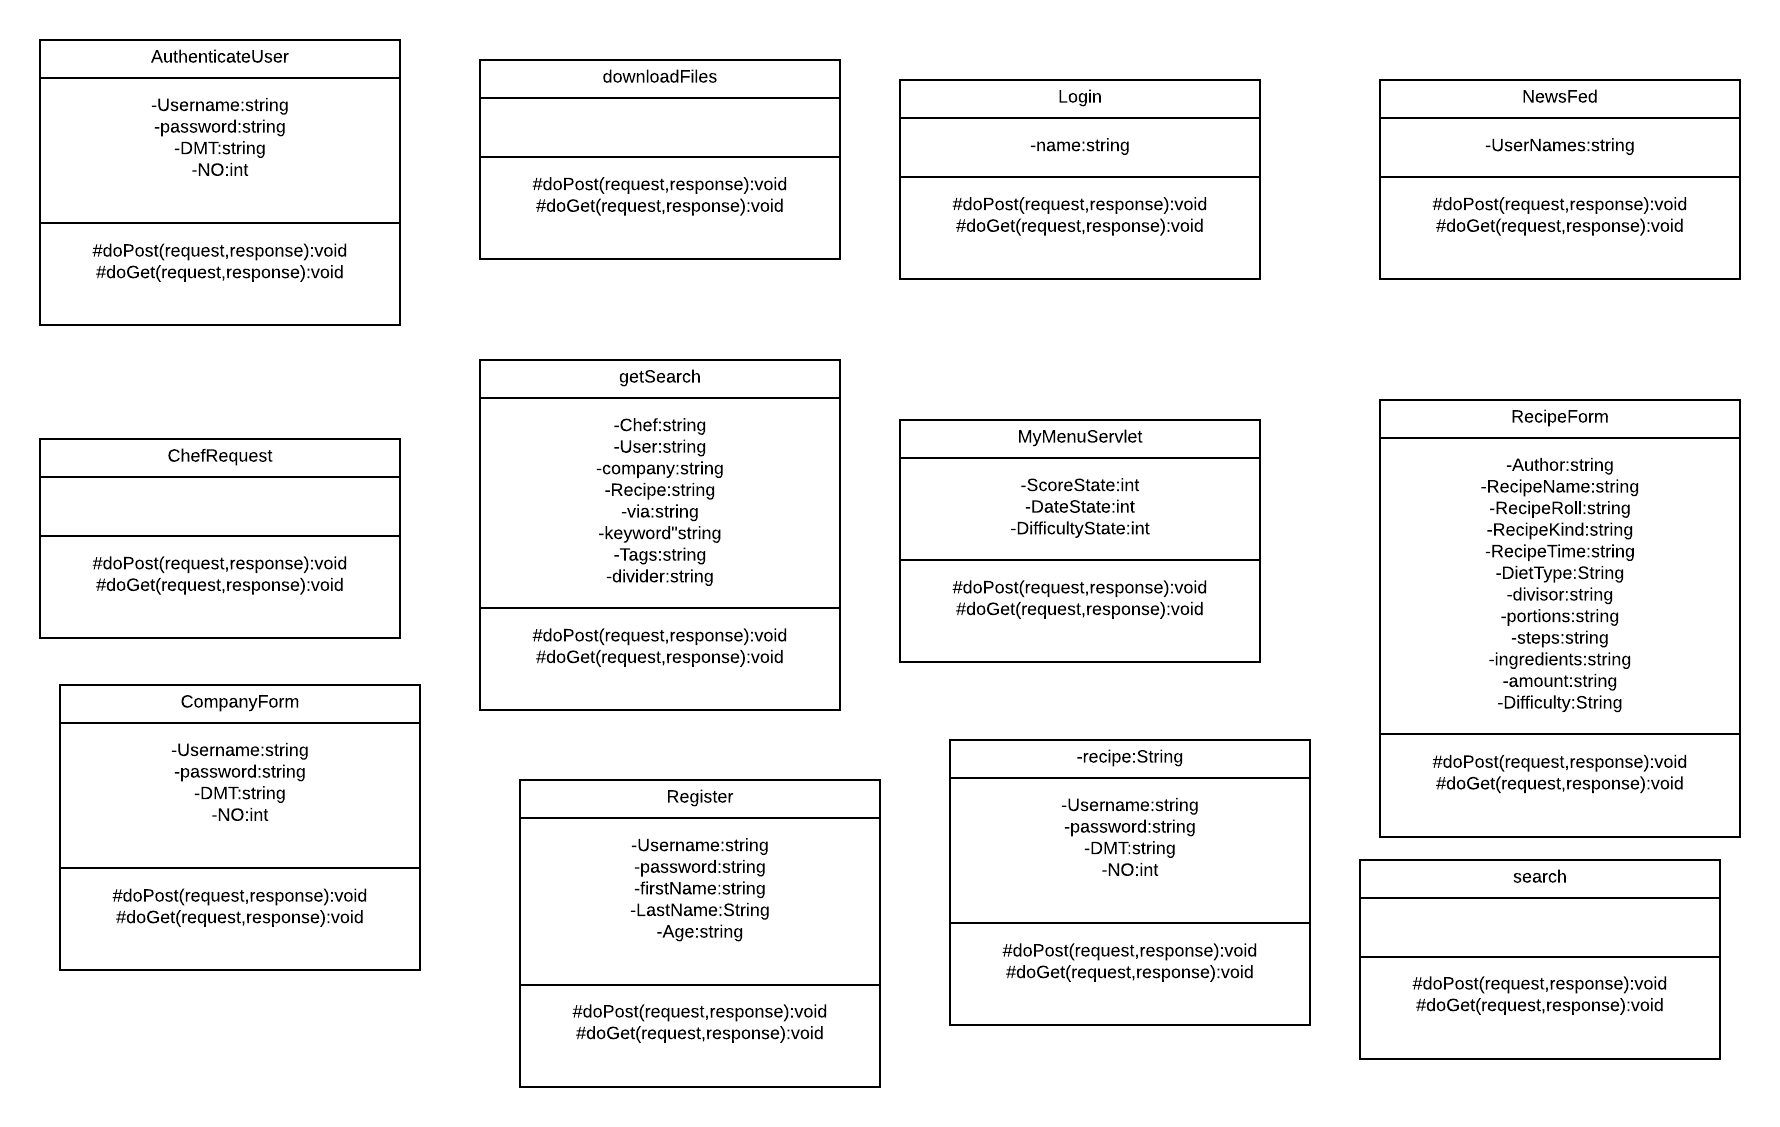 AuthenticateUser
-Username:string
-password:string
-DMT:string
-NO:int
#doPost(request,response):void
#doGet(request,response):void
downloadFiles
#doPost(request,response):void
#doGet(request,response):void
Login
-name:string
#doPost(request,response):void
#doGet(request,response):void
NewsFed
-UserNames:string
#doPost(request,response):void
#doGet(request,response):void
ChefRequest
#doPost(request,response):void
#doGet(request,response):void
getSearch
-Chef:string
-User:string
-company:string
-Recipe:string
-via:string
-keyword"string
-Tags:string
-divider:string
#doPost(request,response):void
#doGet(request,response):void
MyMenuServlet
-ScoreState:int
-DateState:int
-DifficultyState:int
#doPost(request,response):void
#doGet(request,response):void
RecipeForm
-Author:string
-RecipeName:string
-RecipeRoll:string
-RecipeKind:string
-RecipeTime:string
-DietType:String
-divisor:string
-portions:string
-steps:string
-ingredients:string
-amount:string
-Difficulty:String
#doPost(request,response):void
#doGet(request,response):void
CompanyForm
-Username:string
-password:string
-DMT:string
-NO:int
#doPost(request,response):void
#doGet(request,response):void
Register
-Username:string
-password:string
-firstName:string
-LastName:String
-Age:string
#doPost(request,response):void
#doGet(request,response):void
-recipe:String
-Username:string
-password:string
-DMT:string
-NO:int
#doPost(request,response):void
#doGet(request,response):void
search
#doPost(request,response):void
#doGet(request,response):void